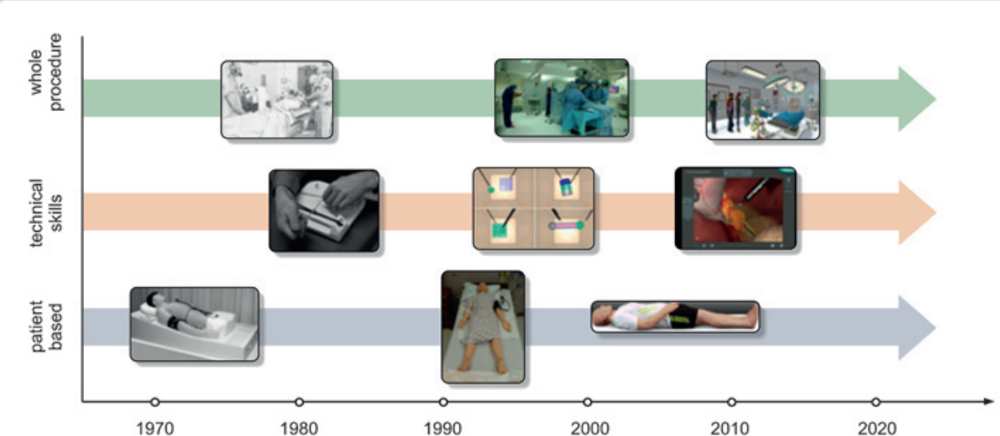 whole
procedure
technical
skills
patient
based
1970
1980
1990
2000
2010
2020